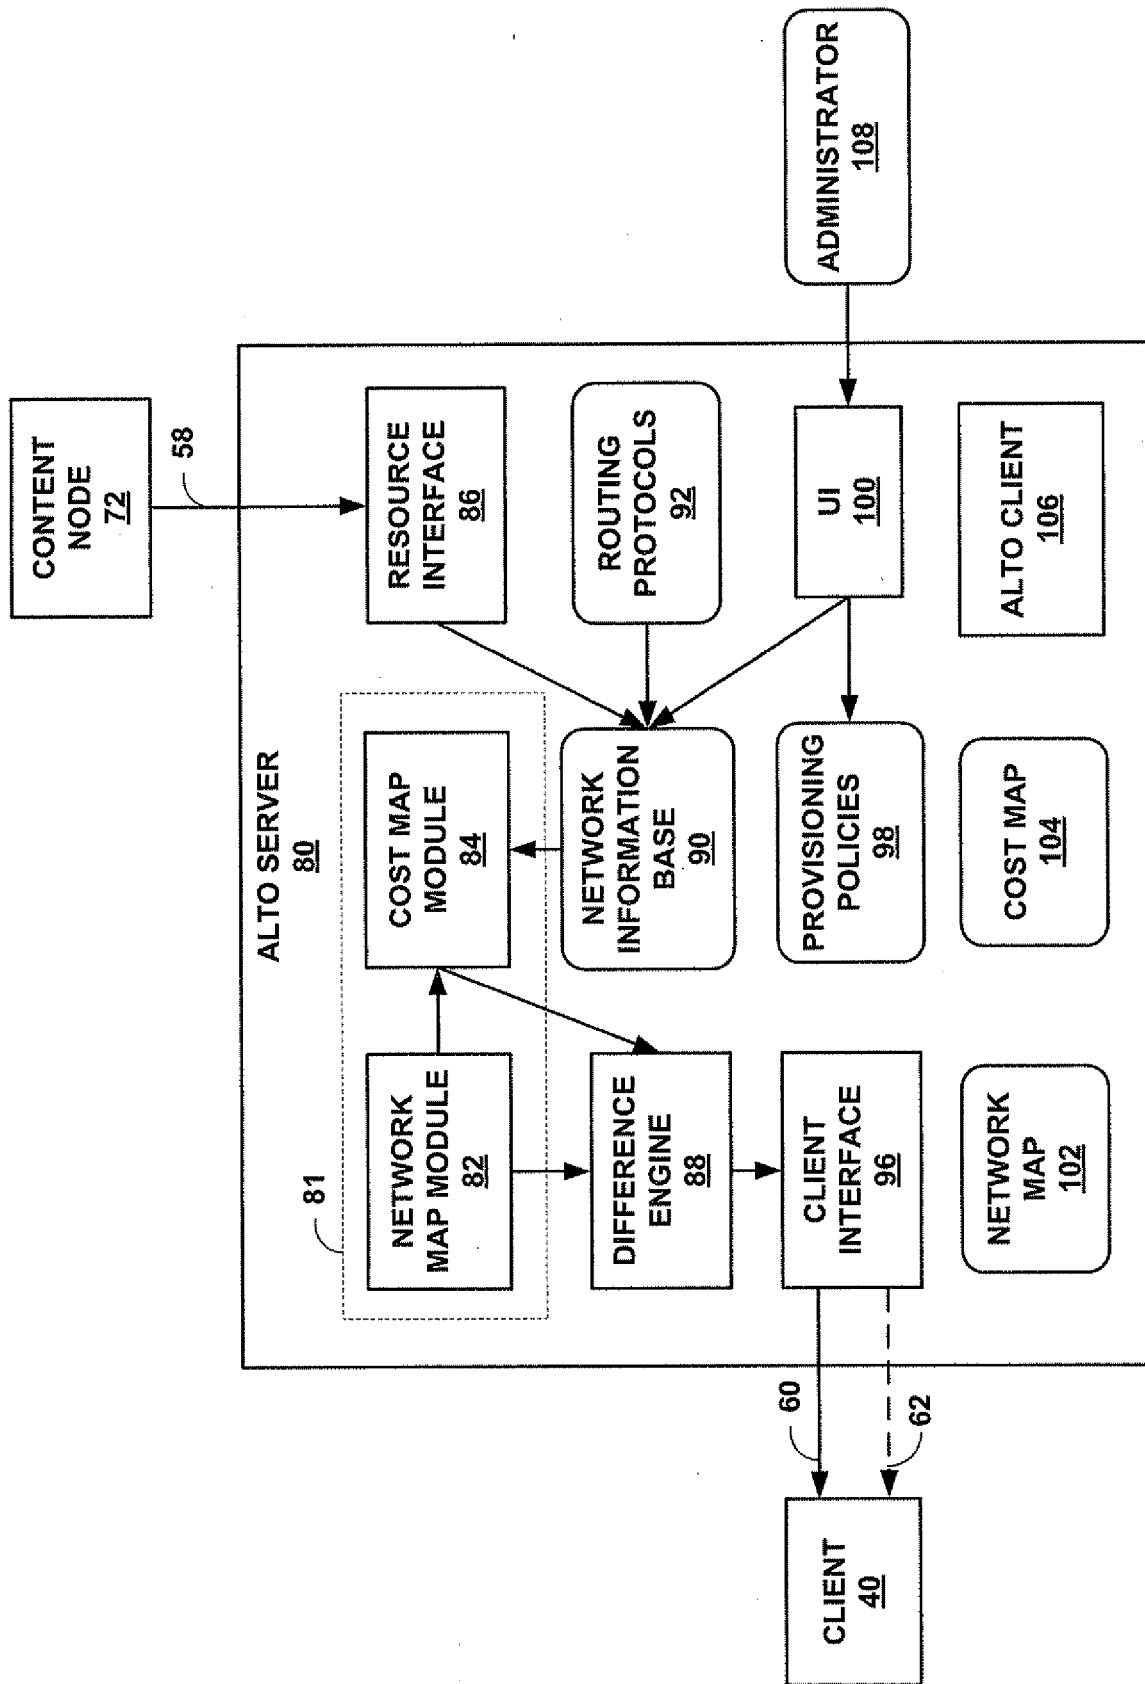 CONTENT
NODE
72
58
ALTO SERVER
80
81
NETWORK
MAP MODULE
82
COST MAP
MODULE
84
RESOURCE
INTERFACE
86
DIFFERENCE
ENGINE
88
NETWORK
INFORMATION
BASE
90
ROUTING
PROTOCOLS
92
CLIENT
40
60
62
CLIENT
INTERFACE
96
PROVISIONING
POLICIES
98
UI
100
ADMINISTRATOR
108
NETWORK
MAP
102
COST MAP
104
ALTO CLIENT
106